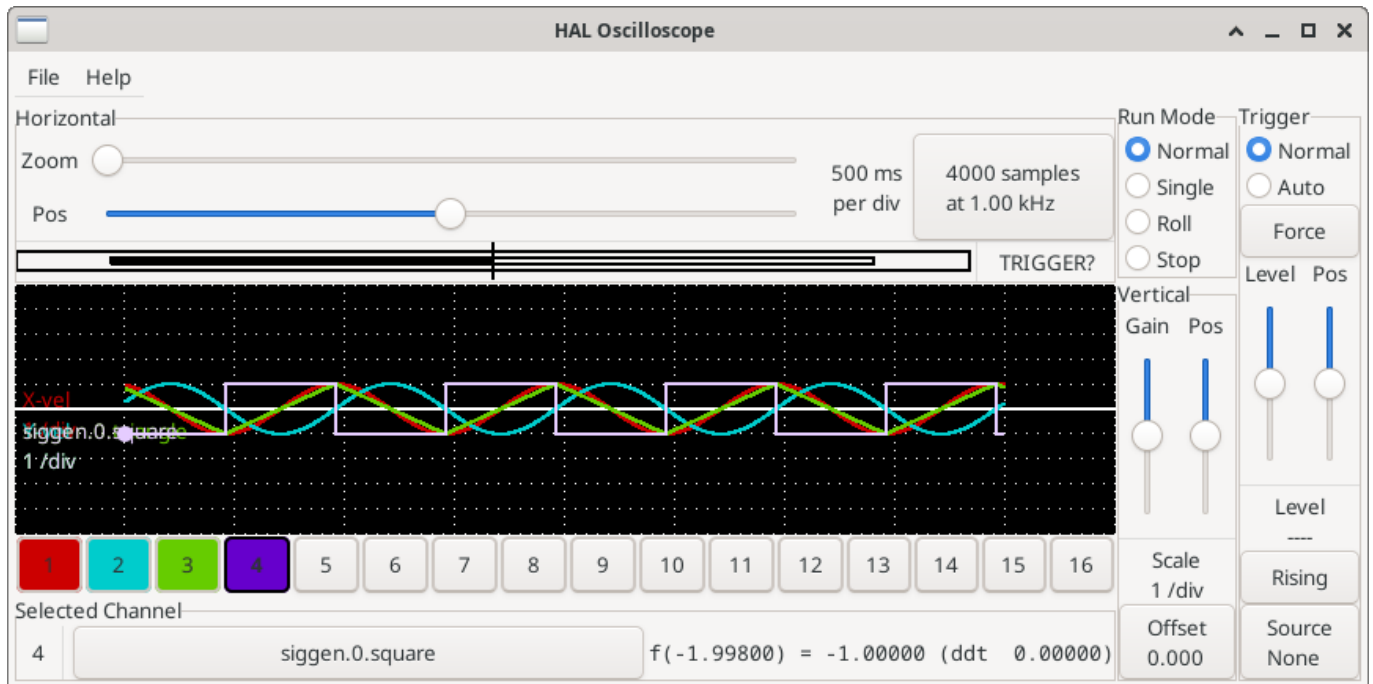 HAL Oscilloscope
File Help
Horizontal
Zoom
Pos
500 ms
per div
4000 samples
at 1.00 kHz
TRIGGER?
Run Mode
Normal
Single
Roll
Stop
Trigger
Normal
Auto
Force
Level Pos
Level
----
Rising
Source
None
Vertical
Gain Pos
Scale
1 /div
Offset
0.000
X-vel
siggen.0.square
1 /div
1 2 3 4 5 6 7 8 9 10 11 12 13 14 15 16
Selected Channel
4 siggen.0.square f(-1.99800) = -1.00000 (ddt 0.00000)